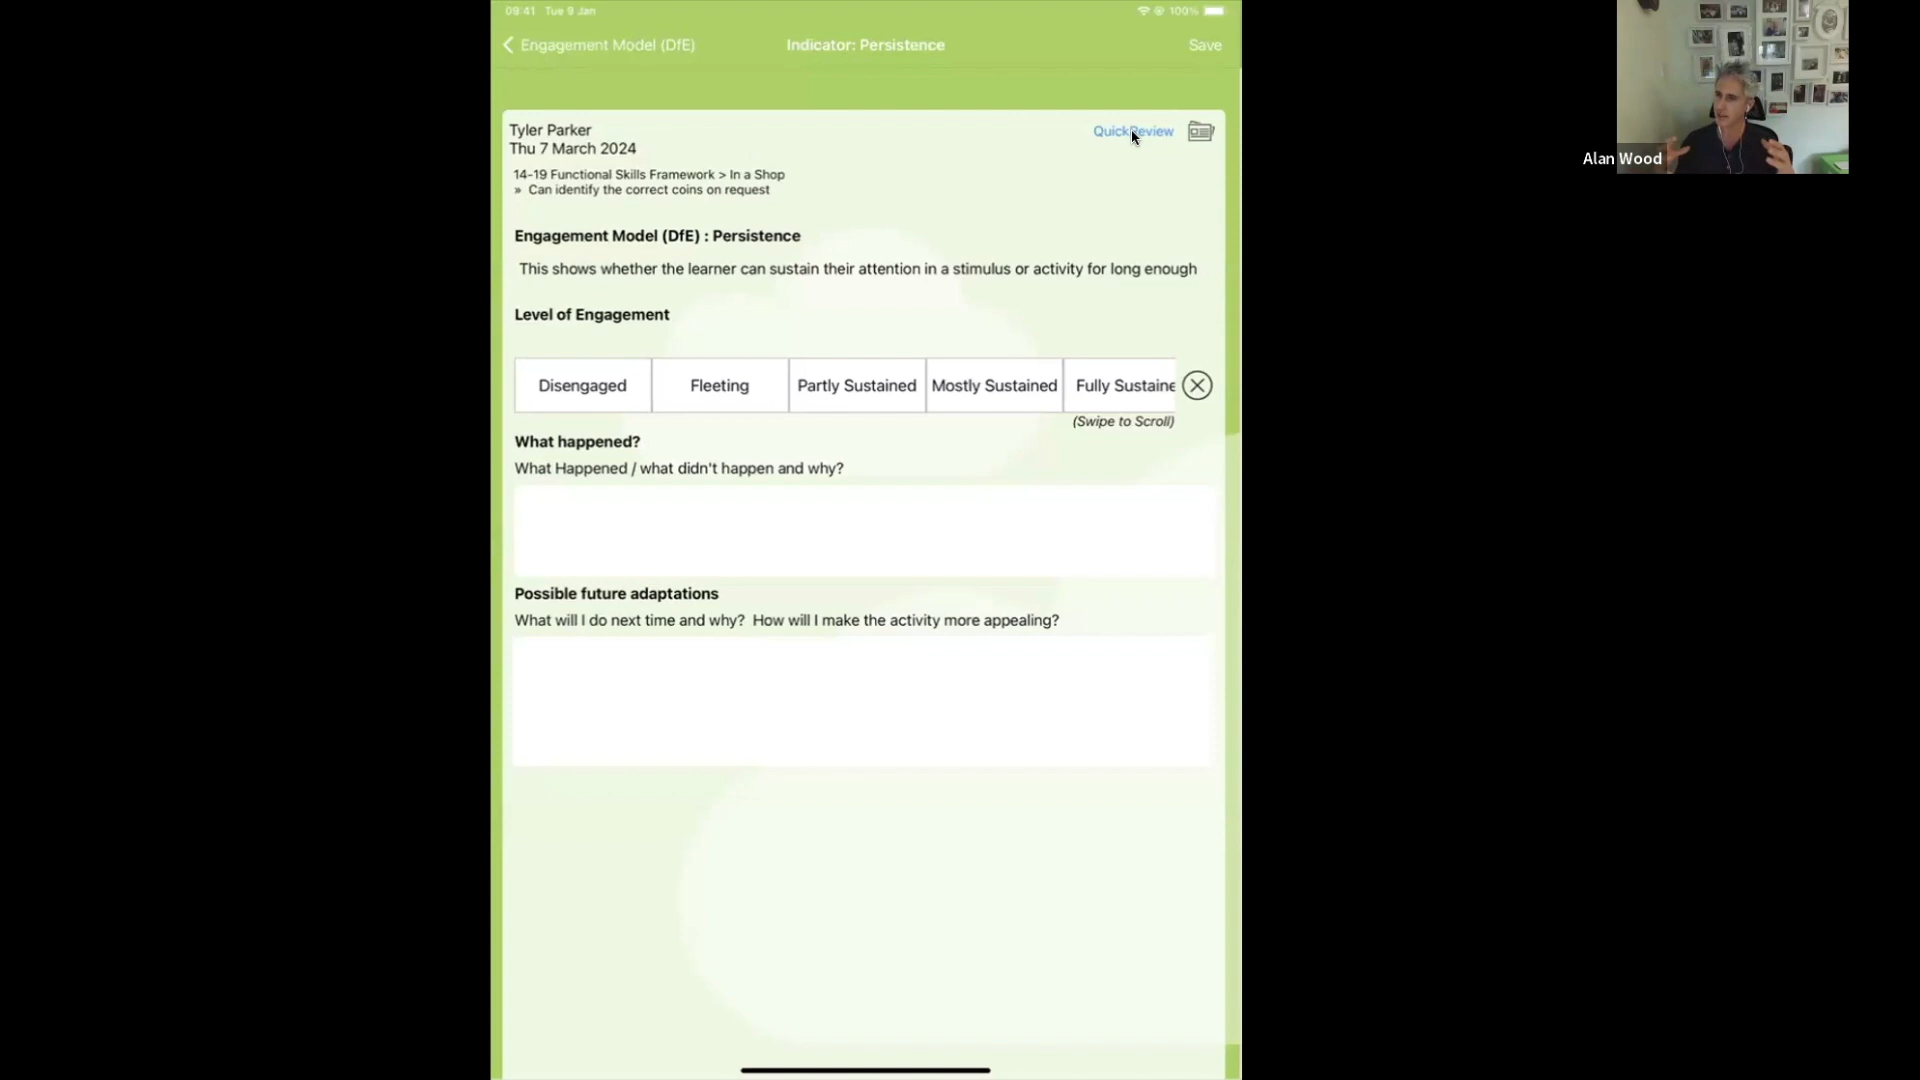 09:41 Tue 9 Jan
100%
Engagement Model (DfE)
Indicator: Persistence
Save
Tyler Parker
QuickReview
Thu 7 March 2024
14-19 Functional Skills Framework > In a Shop
» Can identify the correct coins on request
Engagement Model (DfE) : Persistence
This shows whether the learner can sustain their attention in a stimulus or activity for long enough
Level of Engagement
Disengaged
Fleeting
Partly Sustained
Mostly Sustained
Fully Sustaine
(Swipe to Scroll)
What happened?
What Happened / what didn't happen and why?
Possible future adaptations
What will I do next time and why? How will I make the activity more appealing?
Alan Wood